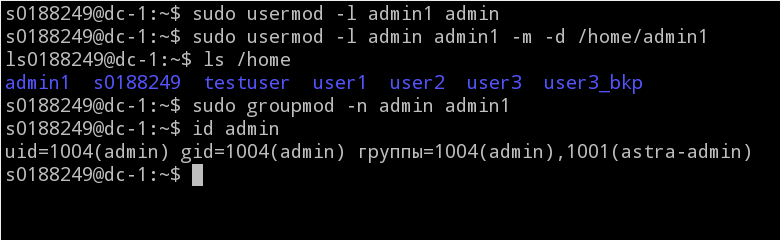 s0188249@dc-1:~$ sudo usermod -l admin1 admin
s0188249@dc-1:~$ sudo usermod -l admin admin1 -m -d /home/admin1
ls0188249@dc-1:~$ ls /home
admin1  s0188249  testuser  user1  user2  user3  user3_bkp
s0188249@dc-1:~$ sudo groupmod -n admin admin1
s0188249@dc-1:~$ id admin
uid=1004(admin) gid=1004(admin) группы=1004(admin),1001(astra-admin)
s0188249@dc-1:~$